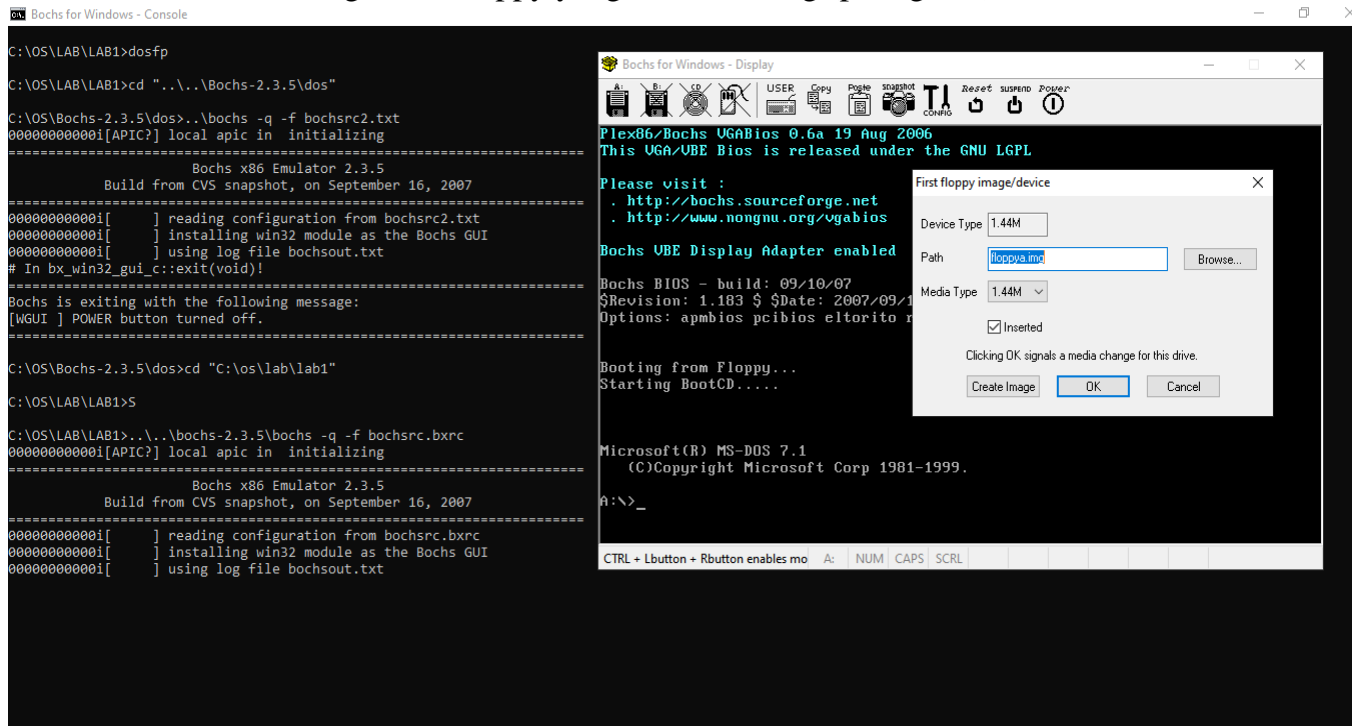 Bochs for Windows - Console
C:\OS\LAB\LAB1>dosfp
C:\OS\LAB\LAB1>cd "..\..\Bochs-2.3.5\dos"
C:\OS\Bochs-2.3.5\dos>..\bochs -q -f bochsrc2.txt
00000000000i[APIC?] local apic in  initializing
========================================================================
Bochs x86 Emulator 2.3.5
Build from CVS snapshot, on September 16, 2007
========================================================================
00000000000i[     ] reading configuration from bochsrc2.txt
00000000000i[     ] installing win32 module as the Bochs GUI
00000000000i[     ] using log file bochsout.txt
# In bx_win32_gui_c::exit(void)!
========================================================================
Bochs is exiting with the following message:
[WGUI ] POWER button turned off.
========================================================================
C:\OS\Bochs-2.3.5\dos>cd "C:\os\lab\lab1"
C:\OS\LAB\LAB1>S
C:\OS\LAB\LAB1>..\..\bochs-2.3.5\bochs -q -f bochsrc.bxrc
00000000000i[APIC?] local apic in  initializing
========================================================================
Bochs x86 Emulator 2.3.5
Build from CVS snapshot, on September 16, 2007
========================================================================
00000000000i[     ] reading configuration from bochsrc.bxrc
00000000000i[     ] installing win32 module as the Bochs GUI
00000000000i[     ] using log file bochsout.txt
Bochs for Windows - Display
A: B: CD USER Copy Paste snapshot CONFIG Reset SUSPEND Power
Plex86/Bochs VGABios 0.6a 19 Aug 2006
This VGA/VBE Bios is released under the GNU LGPL
Please visit :
. http://bochs.sourceforge.net
. http://www.nongnu.org/vgabios
Bochs VBE Display Adapter enabled
Bochs BIOS - build: 09/10/07
$Revision: 1.183 $ $Date: 2007/09/1
Options: apmbios pcibios eltorito r
Booting from Floppy...
Starting BootCD.....
Microsoft(R) MS-DOS 7.1
(C)Copyright Microsoft Corp 1981-1999.
A:\>_
CTRL + Lbutton + Rbutton enables mo A: NUM CAPS SCRL
First floppy image/device
Device Type 1.44M
Path floppya.img Browse...
Media Type 1.44M
Inserted
Clicking OK signals a media change for this drive.
Create Image OK Cancel